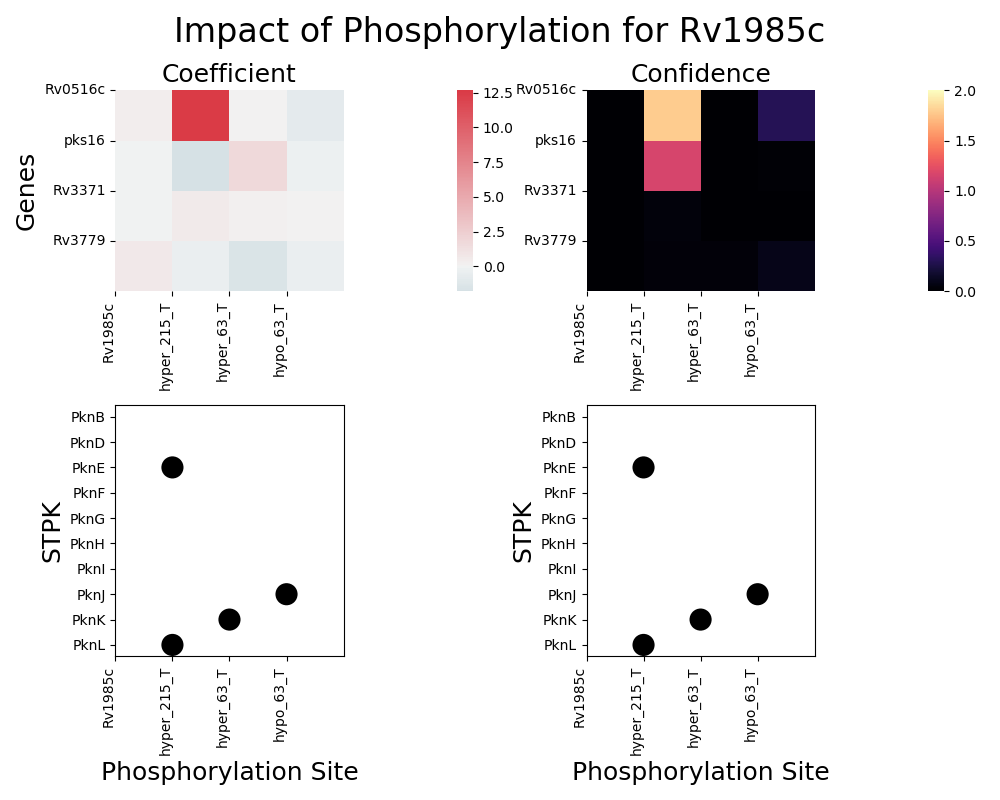 Impact of Phosphorylation for Rv1985c
Coefficient
Confidence
Genes
Rv0516c
pks16
Rv3371
Rv3779
Rv1985c
hyper_215_T
hyper_63_T
hypo_63_T
12.5
10.0
7.5
5.0
2.5
0.0
Rv0516c
pks16
Rv3371
Rv3779
Rv1985c
hyper_215_T
hyper_63_T
hypo_63_T
2.0
1.5
1.0
0.5
0.0
STPK
PknB
PknD
PknE
PknF
PknG
PknH
PknI
PknJ
PknK
PknL
Rv1985c
hyper_215_T
hyper_63_T
hypo_63_T
Phosphorylation Site
STPK
PknB
PknD
PknE
PknF
PknG
PknH
PknI
PknJ
PknK
PknL
Rv1985c
hyper_215_T
hyper_63_T
hypo_63_T
Phosphorylation Site